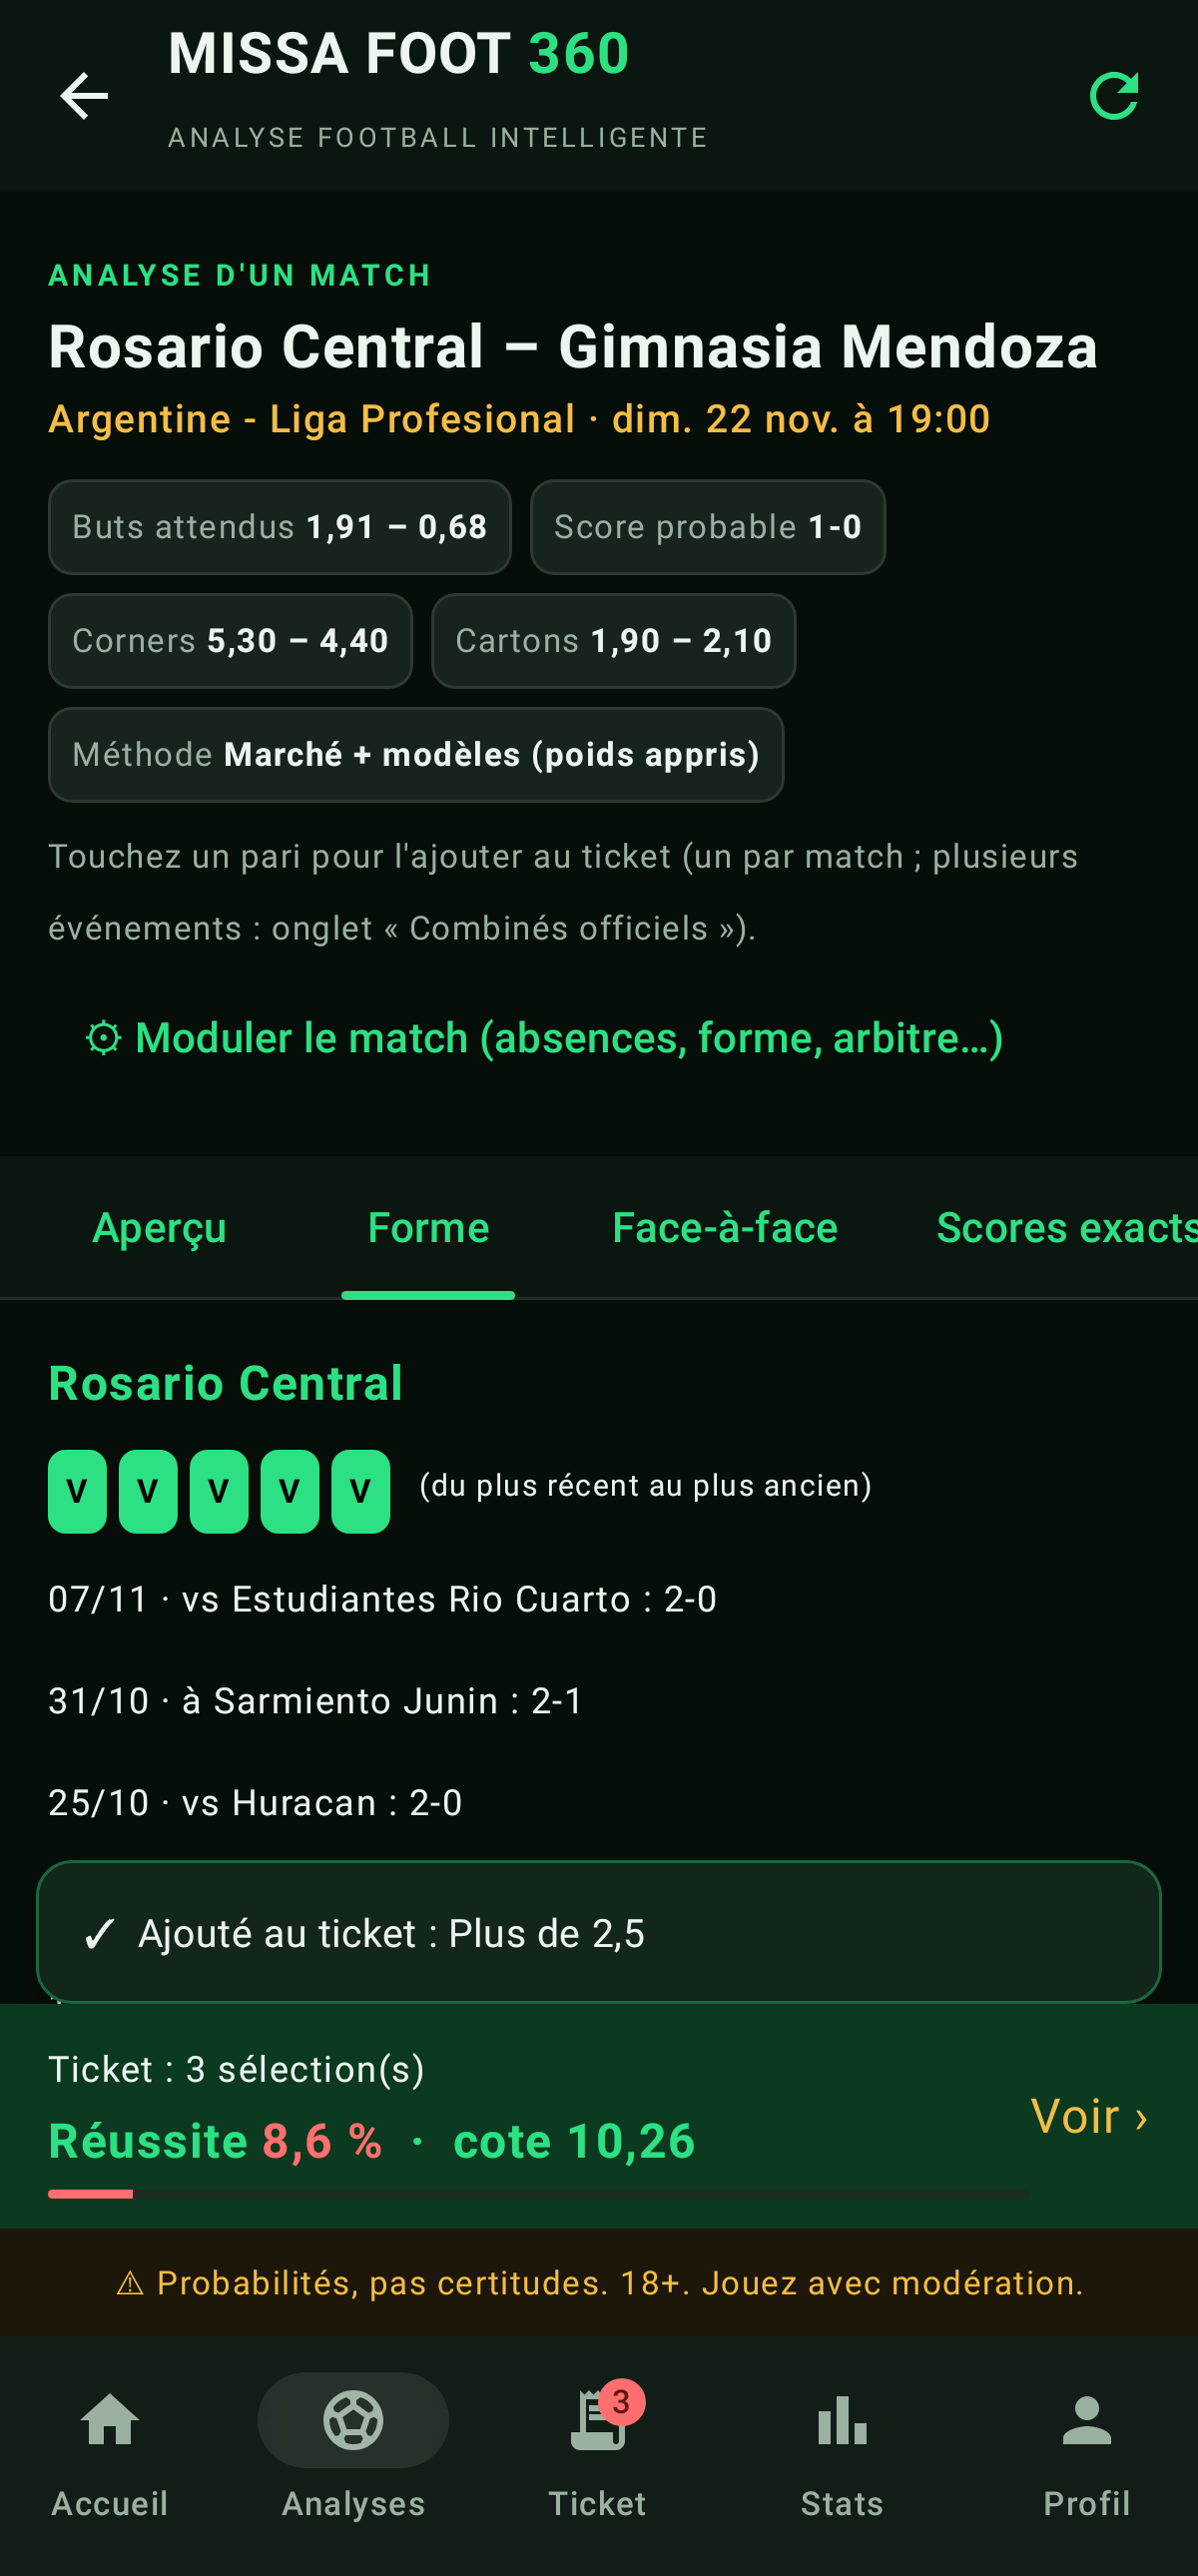 MISSA FOOT 360
ANALYSE FOOTBALL INTELLIGENTE
ANALYSE D'UN MATCH
Rosario Central – Gimnasia Mendoza
Argentine - Liga Profesional · dim. 22 nov. à 19:00
Buts attendus 1,91 – 0,68
Score probable 1-0
Corners 5,30 – 4,40
Cartons 1,90 – 2,10
Méthode Marché + modèles (poids appris)
Touchez un pari pour l'ajouter au ticket (un par match ; plusieurs
événements : onglet « Combinés officiels »).
⚙ Moduler le match (absences, forme, arbitre…)
Aperçu
Forme
Face-à-face
Scores exacts
Rosario Central
V V V V V (du plus récent au plus ancien)
07/11 · vs Estudiantes Rio Cuarto : 2-0
31/10 · à Sarmiento Junin : 2-1
25/10 · vs Huracan : 2-0
✓ Ajouté au ticket : Plus de 2,5
Ticket : 3 sélection(s)
Réussite 8,6 % · cote 10,26
Voir ›
⚠ Probabilités, pas certitudes. 18+. Jouez avec modération.
3
Accueil
Analyses
Ticket
Stats
Profil